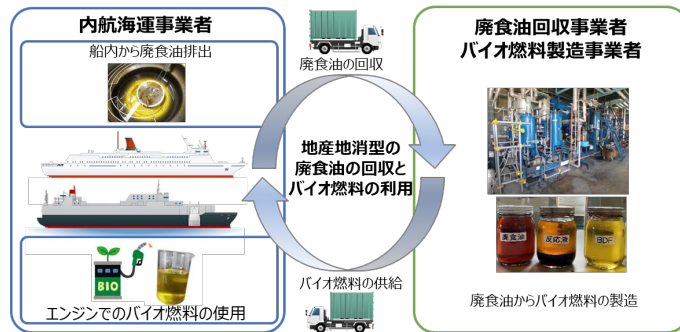 内航海運事業者
船内から廃食油排出
廃食油の回収
廃食油回収事業者
バイオ燃料製造事業者
地産地消型の
廃食油の回収と
バイオ燃料の利用
廃食油
反応液
BDF
BIO
エンジンでのバイオ燃料の使用
バイオ燃料の供給
廃食油からバイオ燃料の製造